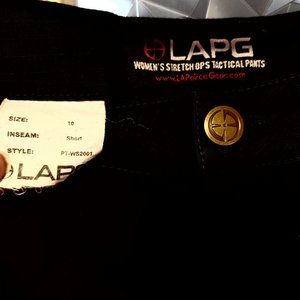 LAPG
WOMEN'S STRETCH OPS TACTICAL PANTS
www.LAPoliceGear.com
SIZE: 10
INSEAM: Short
STYLE: PT-WS2001
LAPG